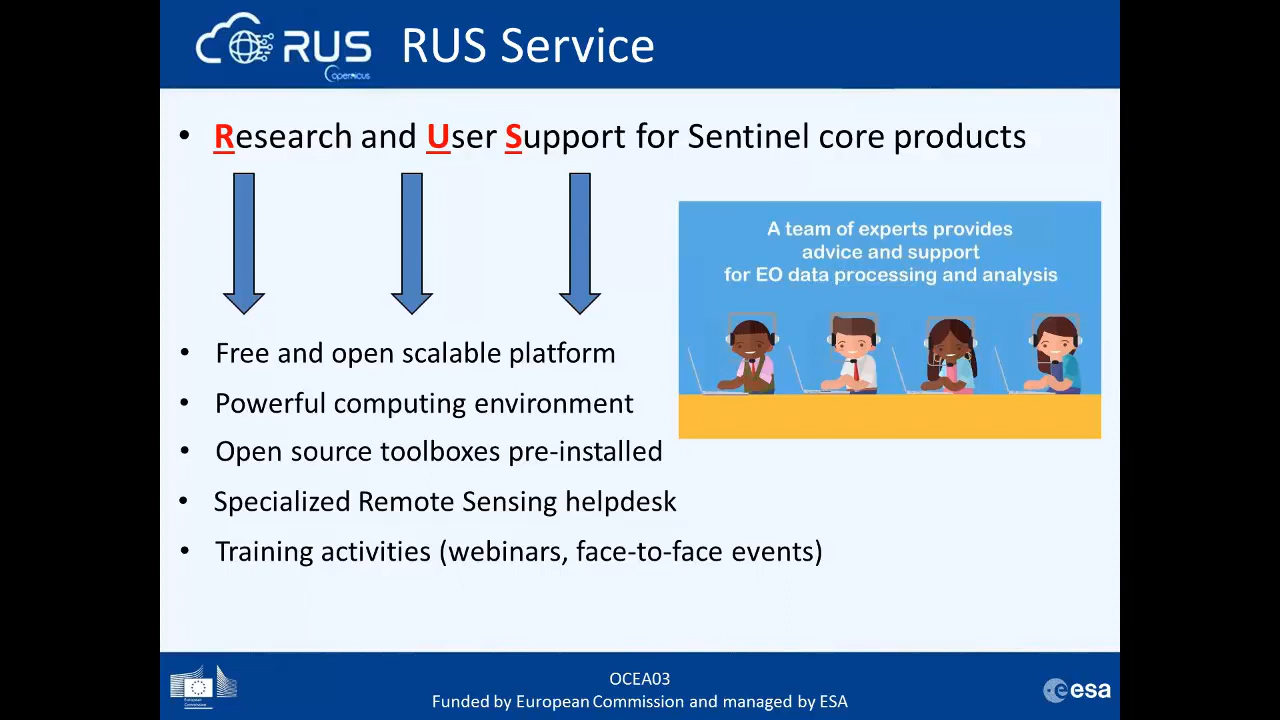 RUS
Copernicus
RUS Service
• Research and User Support for Sentinel core products
A team of experts provides
advice and support
for EO data processing and analysis
• Free and open scalable platform
• Powerful computing environment
• Open source toolboxes pre-installed
• Specialized Remote Sensing helpdesk
• Training activities (webinars, face-to-face events)
European
Commission
OCEA03
Funded by European Commission and managed by ESA
esa